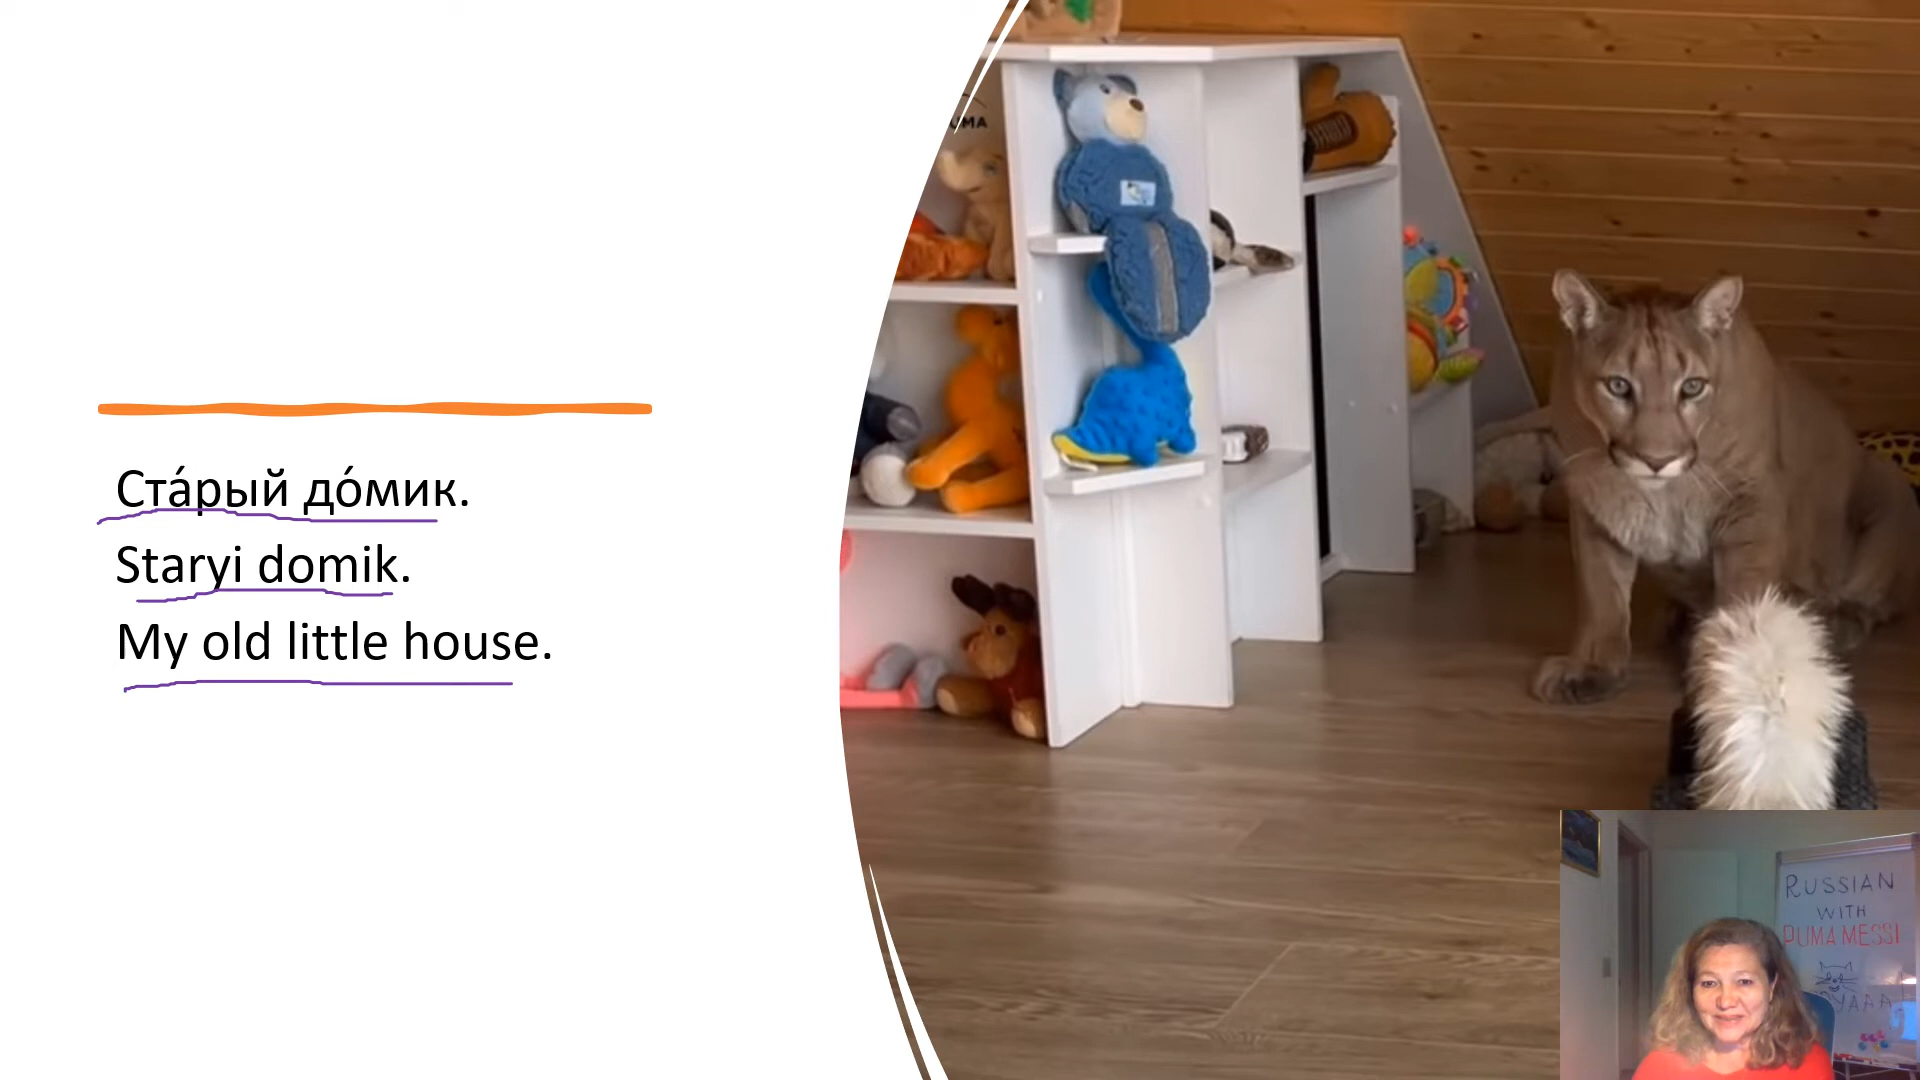 Ста́рый до́мик.
Staryi domik.
My old little house.
RUSSIAN
WITH
PUMA MESSI